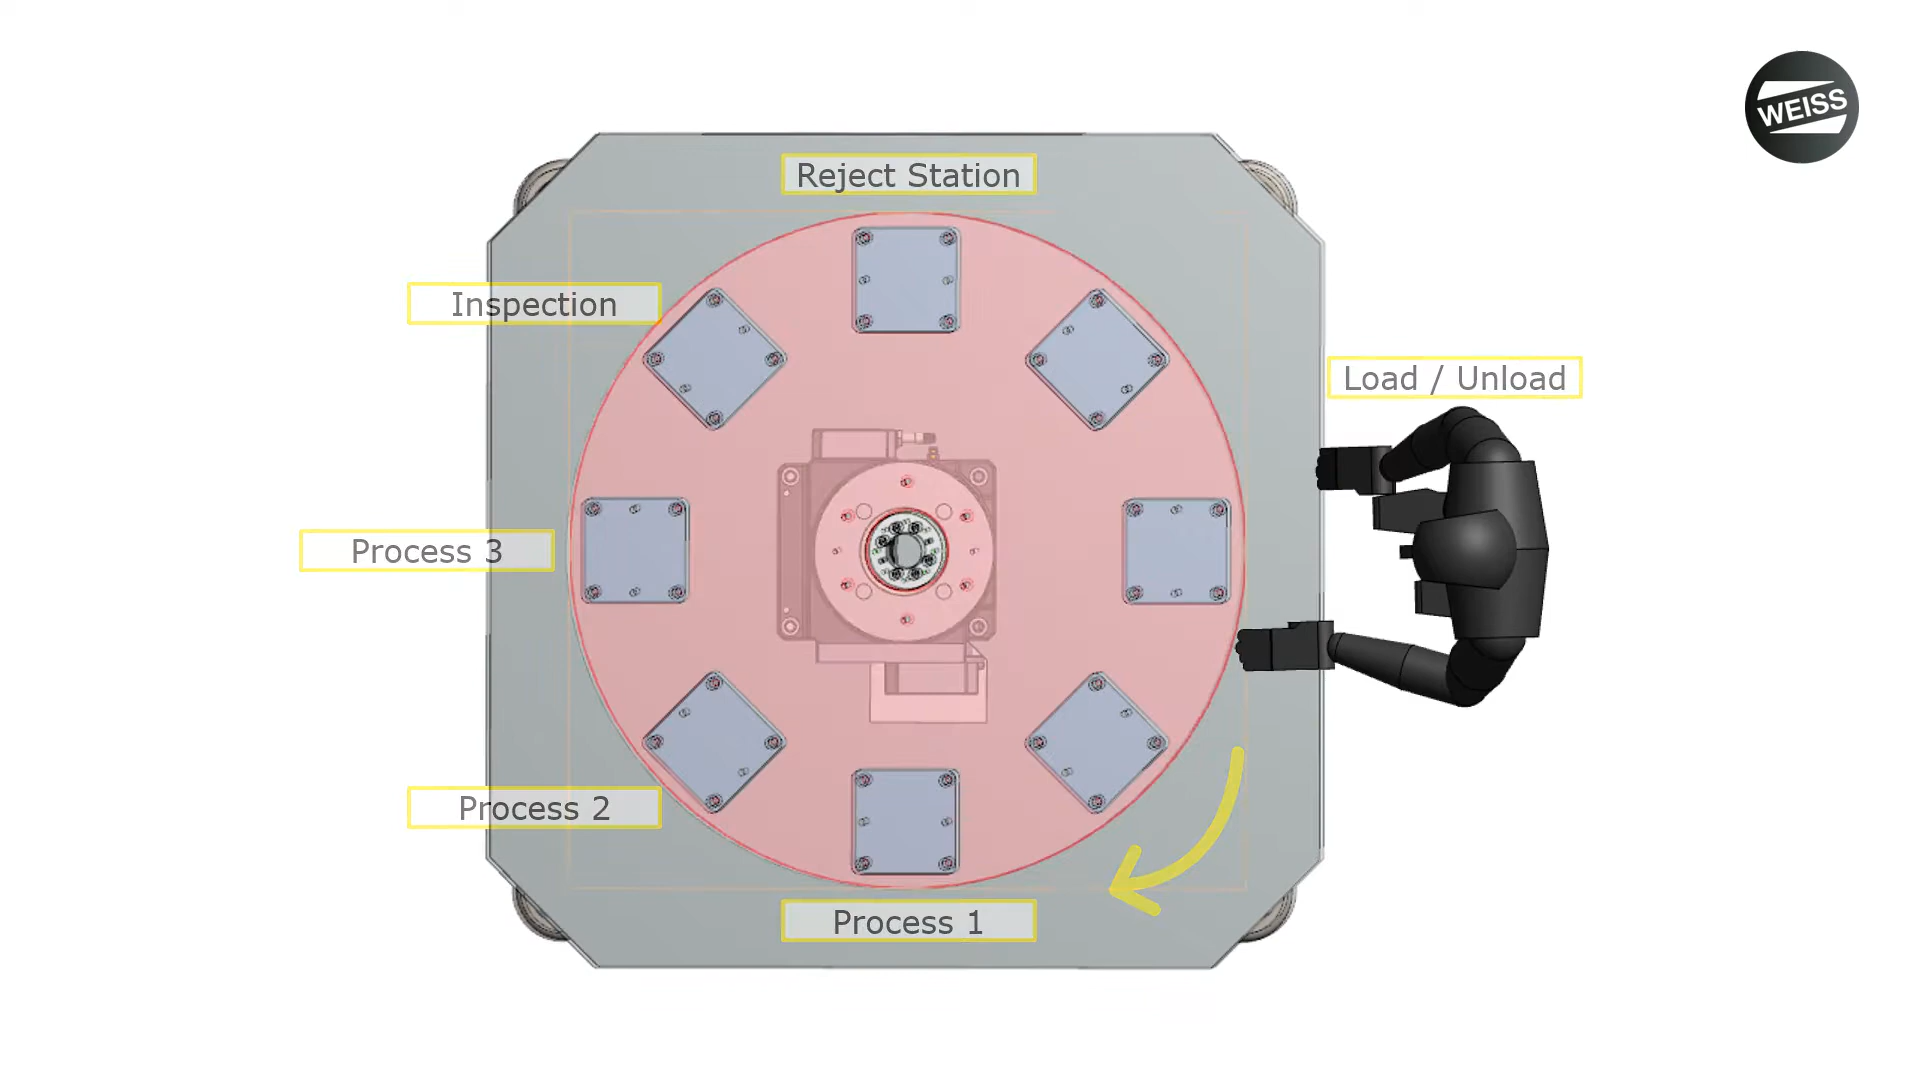 WEISS
Reject Station
Inspection
Load / Unload
Process 3
Process 2
Process 1